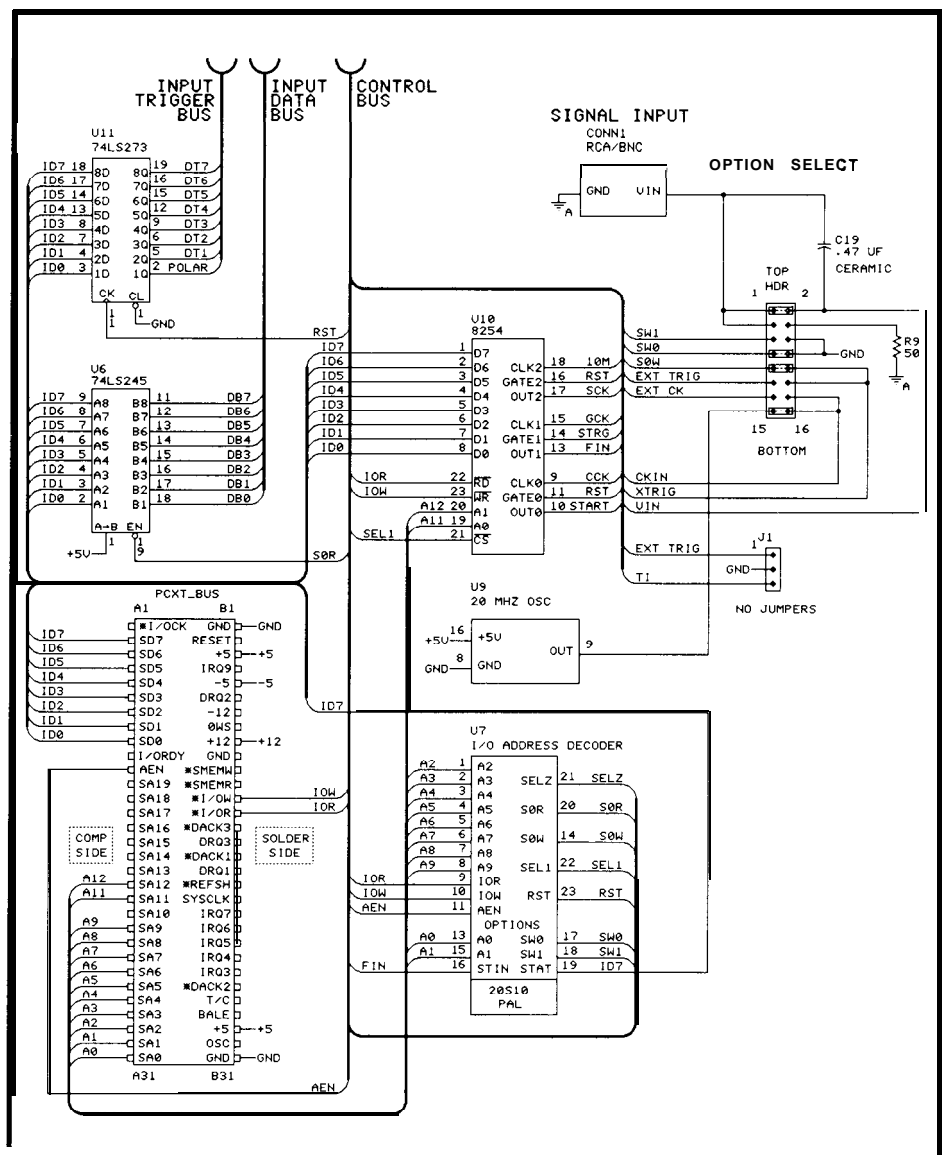 INPUT TRIGGER BUS
INPUT DATA BUS
CONTROL BUS
U11
74LS273
ID7 18 8D 8Q 19 DT7
ID6 17 7D 7Q 16 DT6
ID5 14 6D 6Q 15 DT5
ID4 13 5D 5Q 12 DT4
ID3 8 4D 4Q 9 DT3
ID2 7 3D 3Q 6 DT2
ID1 4 2D 2Q 5 DT1
ID0 3 1D 1Q 2 POLAR
CK CL
1 1
1 GND
RST
SIGNAL INPUT
CONN1
RCA/BNC
GND VIN
A
OPTION SELECT
C19
.47 UF
CERAMIC
TOP
HDR
1 2
GND
R9
50
A
15 16
BOTTOM
U6
74LS245
ID7 9 A8 B8 11 DB7
ID6 8 A7 B7 12 DB6
ID5 7 A6 B6 13 DB5
ID4 6 A5 B5 14 DB4
ID3 5 A4 B4 15 DB3
ID2 4 A3 B3 16 DB2
ID1 3 A2 B2 17 DB1
ID0 2 A1 B1 18 DB0
A→B EN
1 1
+5V 9
S0R
U10
8254
ID7 1 D7
ID6 2 D6 CLK2 18 10M
ID5 3 D5 GATE2 16 RST
ID4 4 D4 OUT2 17 SCK
ID3 5 D3
ID2 6 D2 CLK1 15 GCK
ID1 7 D1 GATE1 14 STRG
ID0 8 D0 OUT1 13 FIN
IOR 22 RD CLK0 9 CCK
IOW 23 WR GATE0 11 RST
A12 20 A1 OUT0 10 START
A11 19 A0
SEL1 21 CS
SW1
SW0
S0W
EXT TRIG
EXT CK
CKIN
XTRIG
VIN
EXT TRIG
TI
J1
1
GND
NO JUMPERS
U9
20 MHZ OSC
+5V 16 +5V
OUT 9
GND 8 GND
PCXT_BUS
A1 B1
*I/OCK GND GND
ID7 SD7 RESET
ID6 SD6 +5 +5
ID5 SD5 IRQ9
ID4 SD4 -5 -5
ID3 SD3 DRQ2
ID2 SD2 -12
ID1 SD1 0WS
ID0 SD0 +12 +12
I/ORDY GND
AEN *SMEMW
SA19 *SMEMR
SA18 *I/OW IOW
SA17 *I/OR IOR
SA16 *DACK3
SA15 DRQ3
SA14 *DACK1
SA13 DRQ1
A12 SA12 *REFSH
A11 SA11 SYSCLK
SA10 IRQ7
A9 SA9 IRQ6
A8 SA8 IRQ5
A7 SA7 IRQ4
A6 SA6 IRQ3
A5 SA5 *DACK2
A4 SA4 T/C
A3 SA3 BALE
A2 SA2 +5 +5
A1 SA1 OSC
A0 SA0 GND GND
A31 B31
COMP
SIDE
SOLDER
SIDE
AEN
ID7
U7
I/O ADDRESS DECODER
A2 1 A2
A3 2 A3 SELZ 21 SELZ
A4 3 A4
A5 4 A5 S0R 20 S0R
A6 5 A6
A7 6 A7 S0W 14 S0W
A8 7 A8
A9 8 A9 SEL1 22 SEL1
IOR 9 IOR
IOW 10 IOW RST 23 RST
AEN 11 AEN
OPTIONS
A0 13 A0 SW0 17 SW0
A1 15 A1 SW1 18 SW1
FIN 16 STIN STAT 19 ID7
20S10
PAL